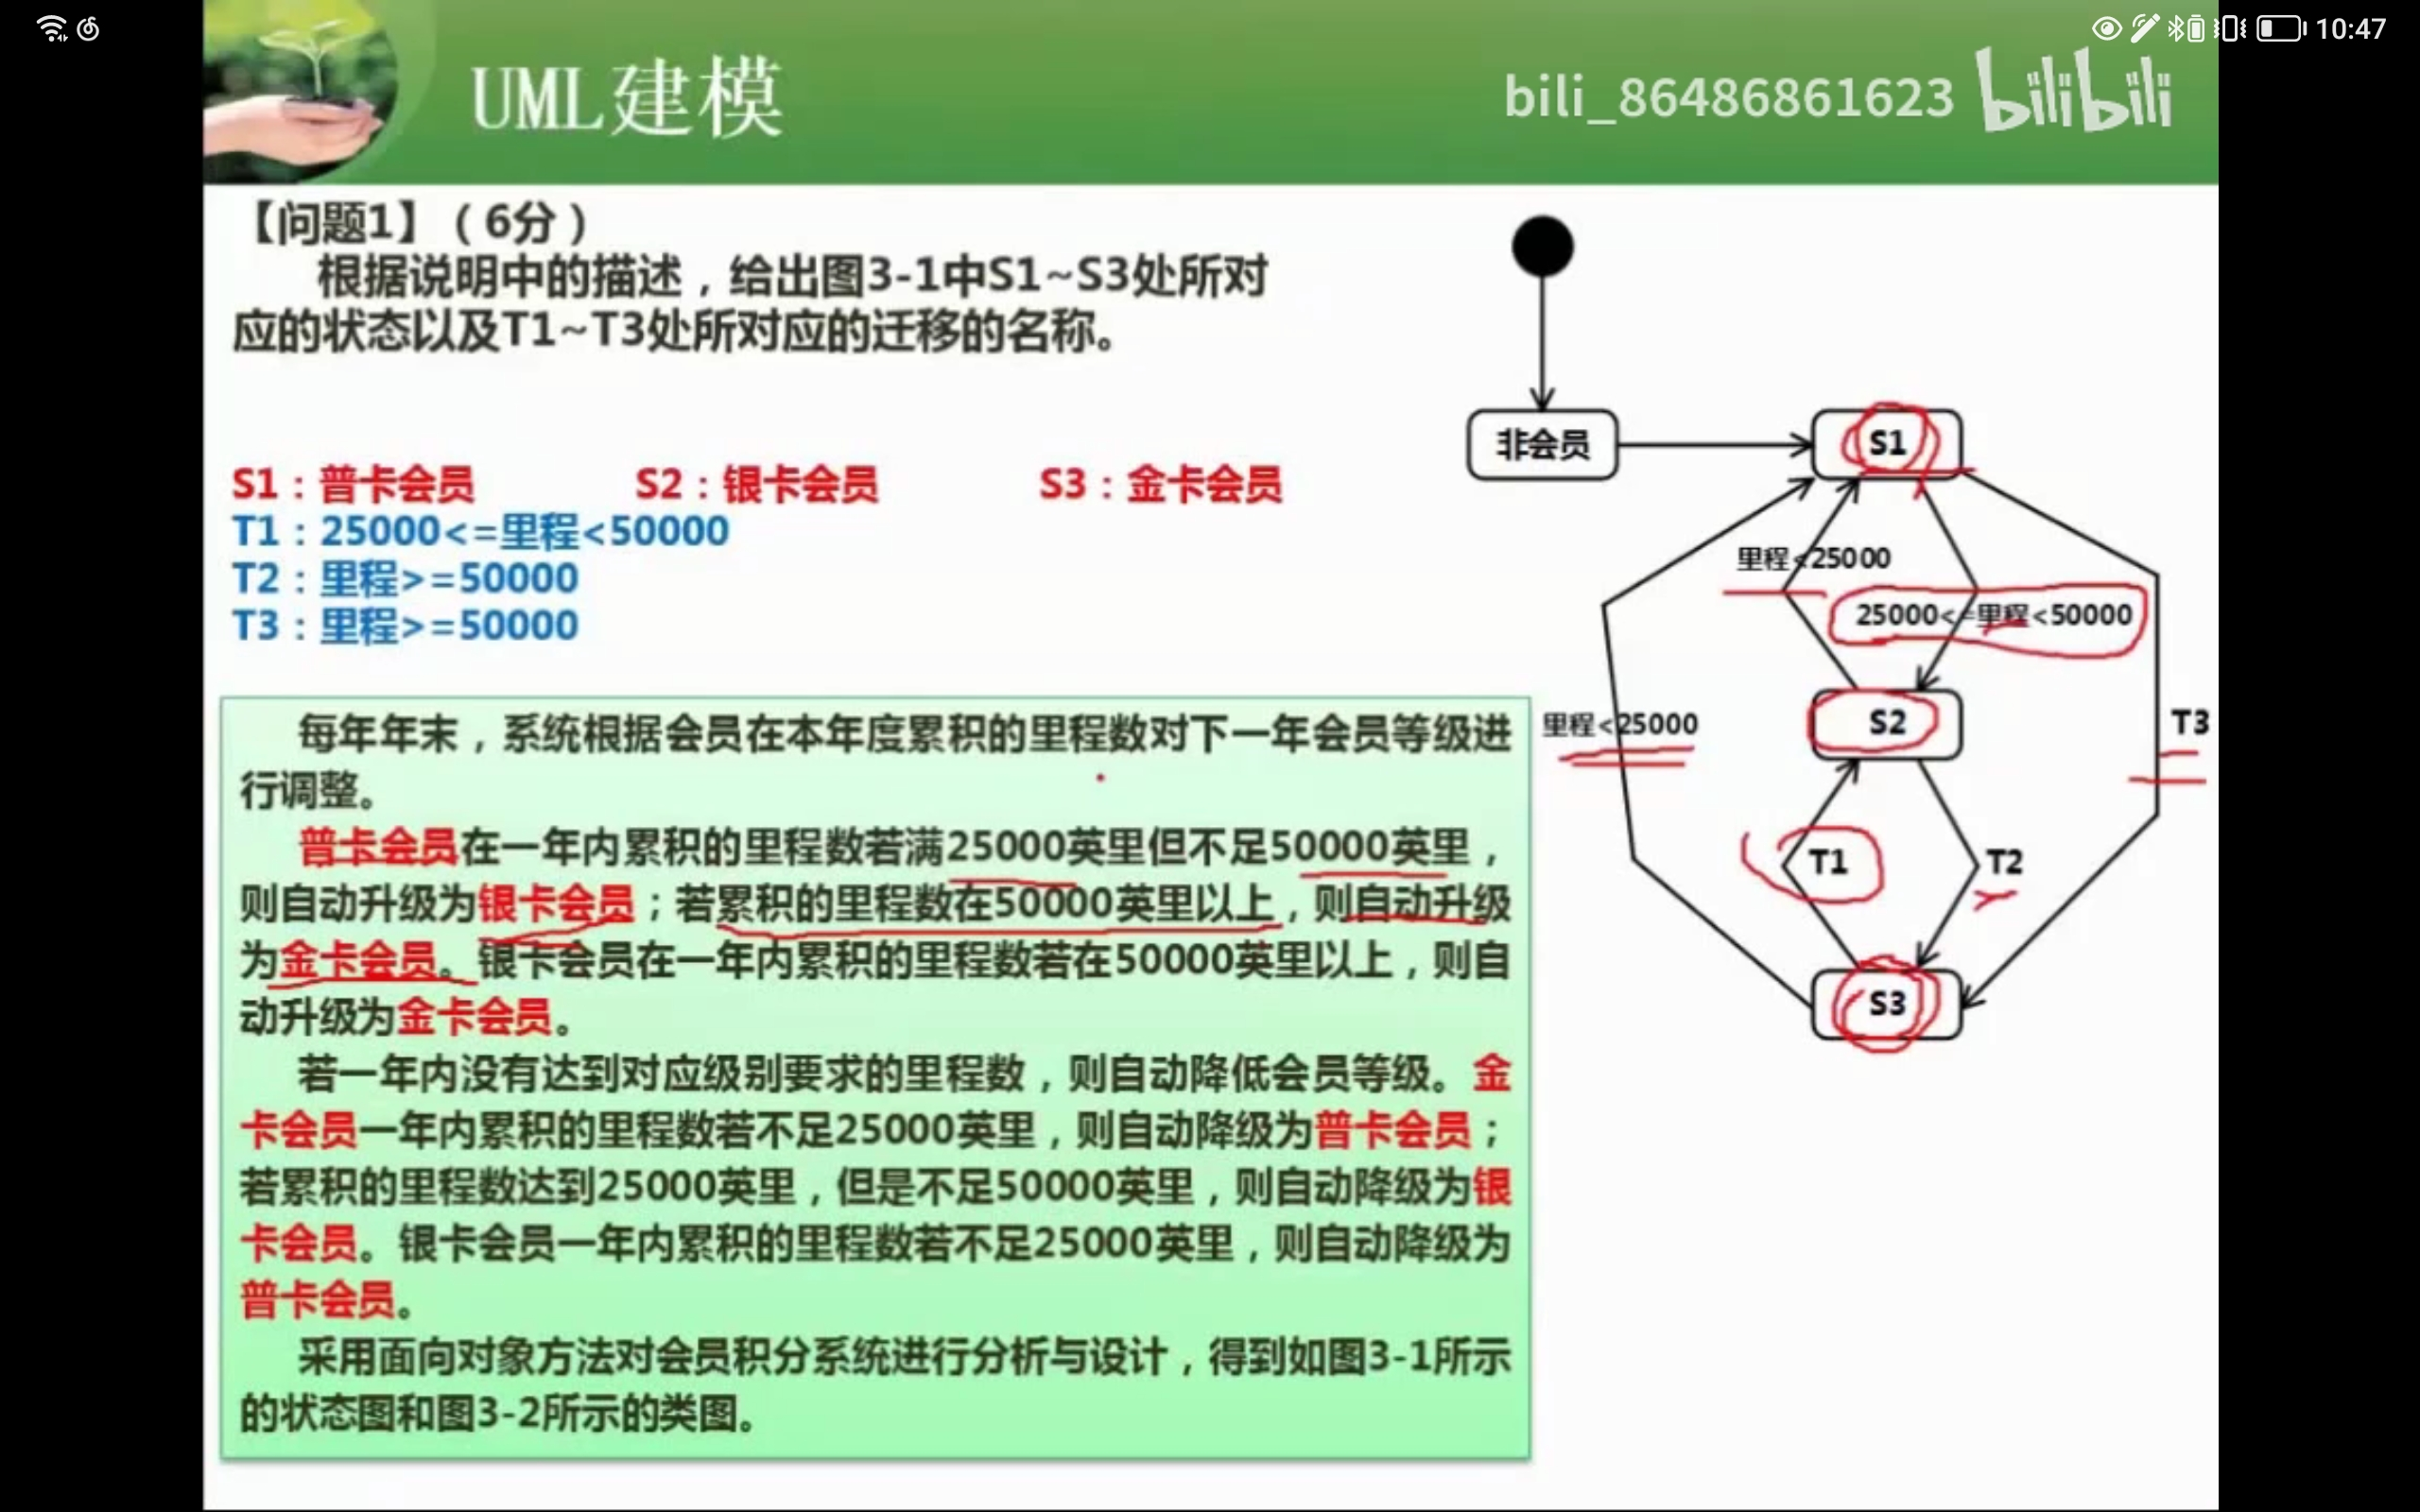 10:47
UML建模
bili_86486861623 bilibili
【问题1】（6分）
根据说明中的描述，给出图3-1中S1~S3处所对
应的状态以及T1~T3处所对应的迁移的名称。
S1：普卡会员 S2：银卡会员 S3：金卡会员
T1：25000<=里程<50000
T2：里程>=50000
T3：里程>=50000
每年年末，系统根据会员在本年度累积的里程数对下一年会员等级进
行调整。
普卡会员在一年内累积的里程数若满25000英里但不足50000英里，
则自动升级为银卡会员；若累积的里程数在50000英里以上，则自动升级
为金卡会员。银卡会员在一年内累积的里程数若在50000英里以上，则自
动升级为金卡会员。
若一年内没有达到对应级别要求的里程数，则自动降低会员等级。金
卡会员一年内累积的里程数若不足25000英里，则自动降级为普卡会员；
若累积的里程数达到25000英里，但是不足50000英里，则自动降级为银
卡会员。银卡会员一年内累积的里程数若不足25000英里，则自动降级为
普卡会员。
采用面向对象方法对会员积分系统进行分析与设计，得到如图3-1所示
的状态图和图3-2所示的类图。
非会员
S1
里程<25000
25000<=里程<50000
里程<25000
S2
T3
T1
T2
S3